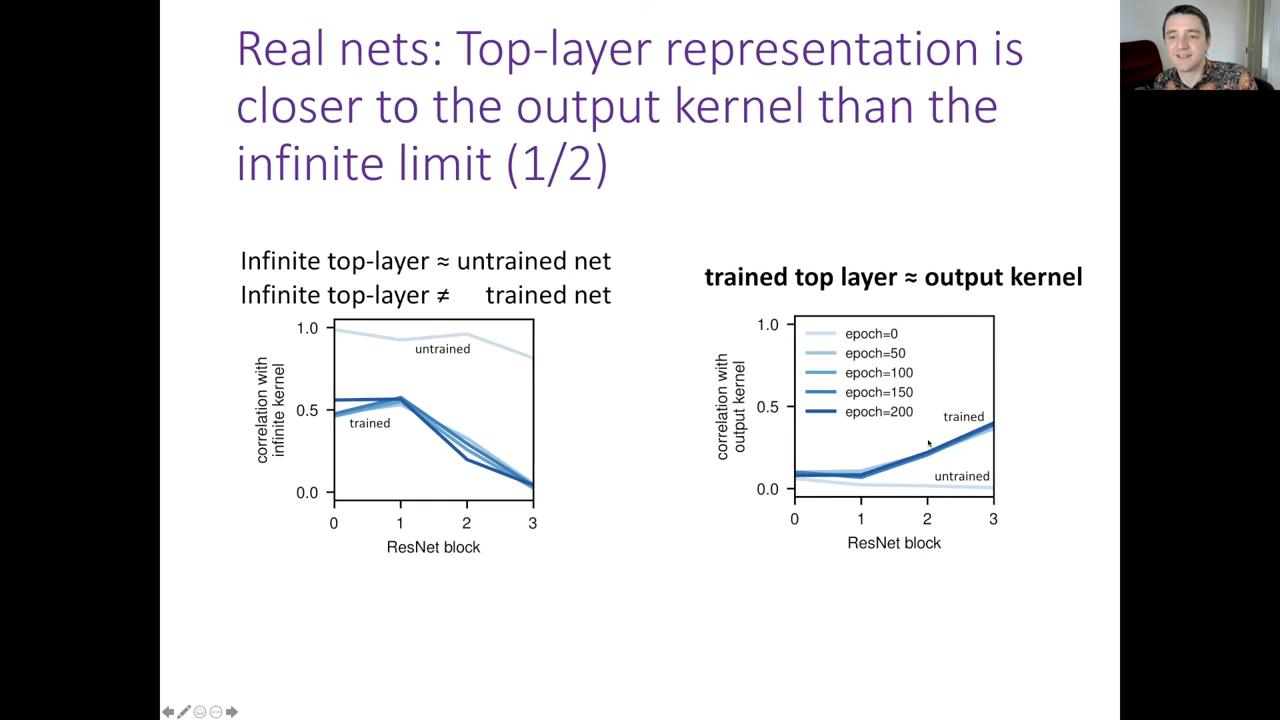 Real nets: Top-layer representation is
closer to the output kernel than the
infinite limit (1/2)
Infinite top-layer ≈ untrained net
Infinite top-layer ≠ trained net
1.0
0.5
0.0
correlation with
infinite kernel
untrained
trained
0 1 2 3
ResNet block
trained top layer ≈ output kernel
1.0
0.5
0.0
correlation with
output kernel
epoch=0
epoch=50
epoch=100
epoch=150
epoch=200
trained
untrained
0 1 2 3
ResNet block